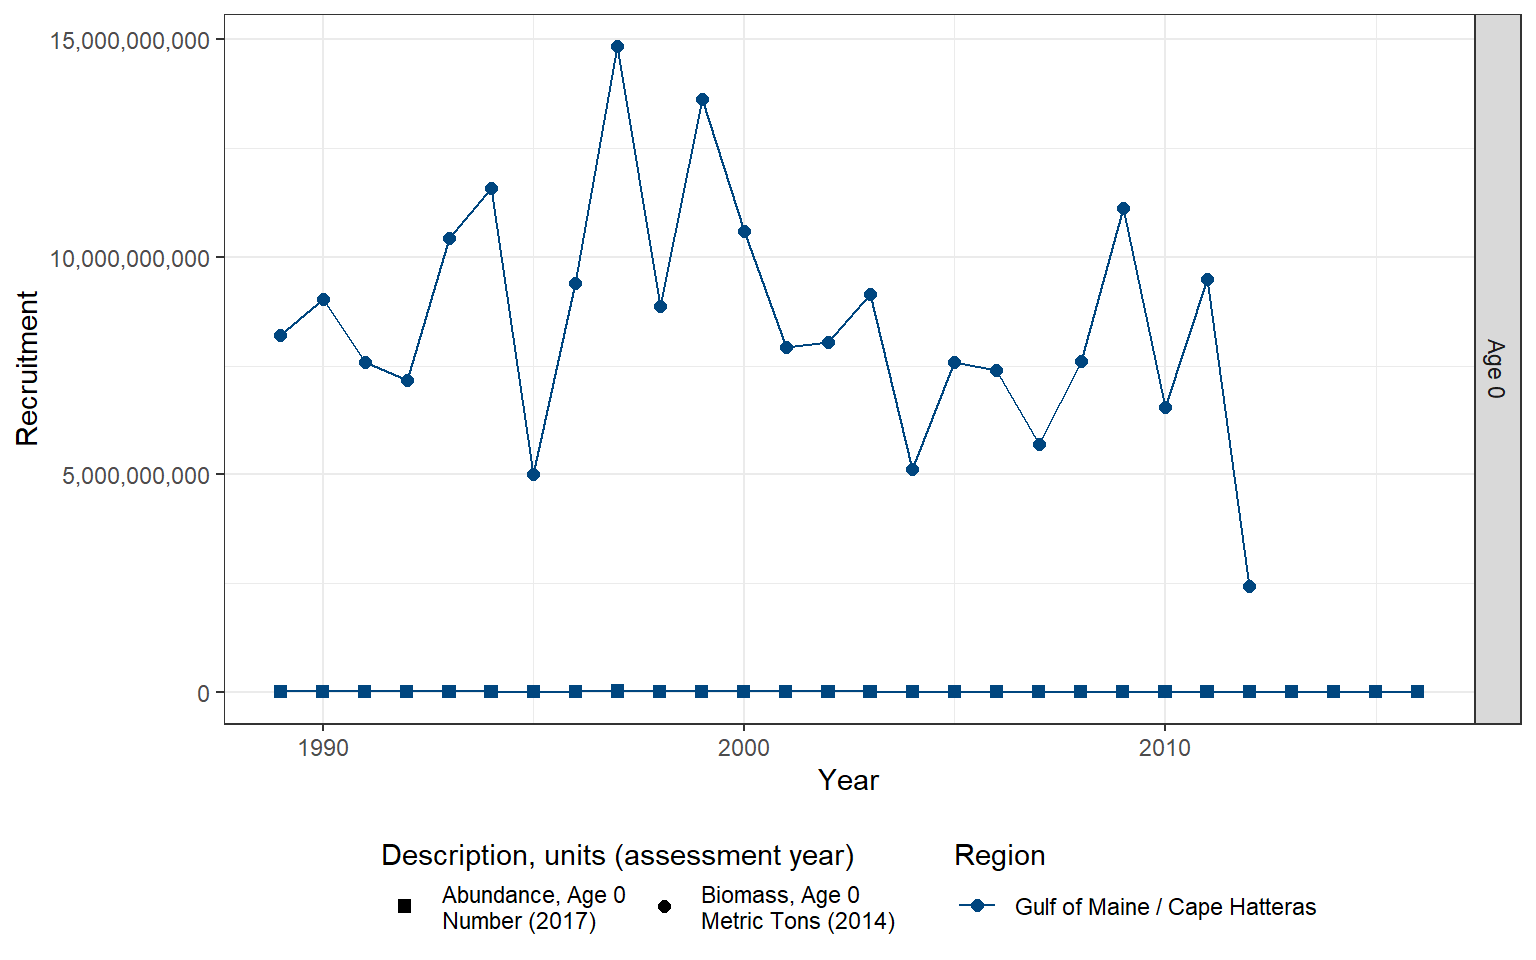 15,000,000,000
10,000,000,000
5,000,000,000
0
Recruitment
Age 0
1990
2000
2010
Year
Description, units (assessment year)
Abundance, Age 0
Number (2017)
Biomass, Age 0
Metric Tons (2014)
Region
Gulf of Maine / Cape Hatteras